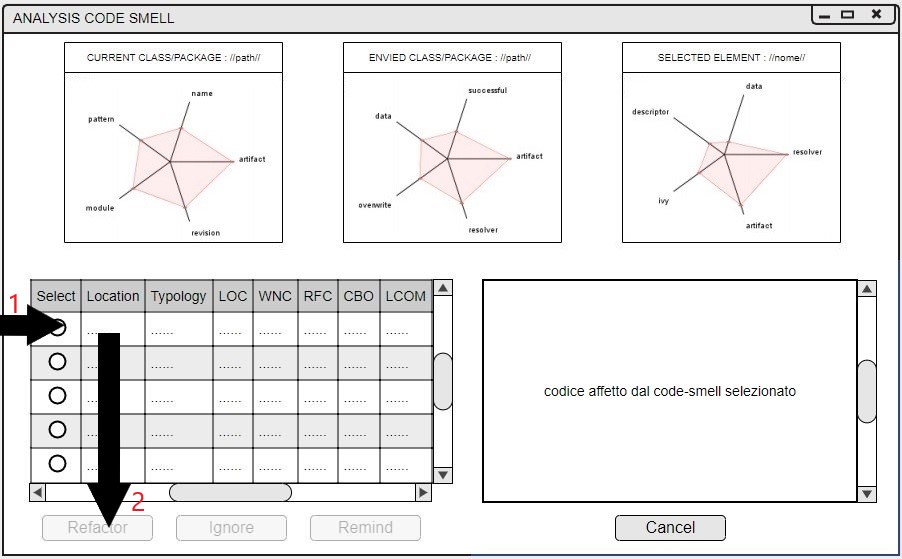 ANALYSIS CODE SMELL
CURRENT CLASS/PACKAGE : //path//
name
pattern
artifact
module
revision
ENVIED CLASS/PACKAGE : //path//
successful
data
artifact
overwrite
resolver
SELECTED ELEMENT : //nome//
data
descriptor
resolver
ivy
artifact
1
Select Location Typology LOC WNC RFC CBO LCOM
... ...... ...... ...... ...... ...... ......
... ...... ...... ...... ...... ...... ......
... ...... ...... ...... ...... ...... ......
... ...... ...... ...... ...... ...... ......
... ...... ...... ...... ...... ...... ......
codice affetto dal code-smell selezionato
2
Refactor Ignore Remind Cancel